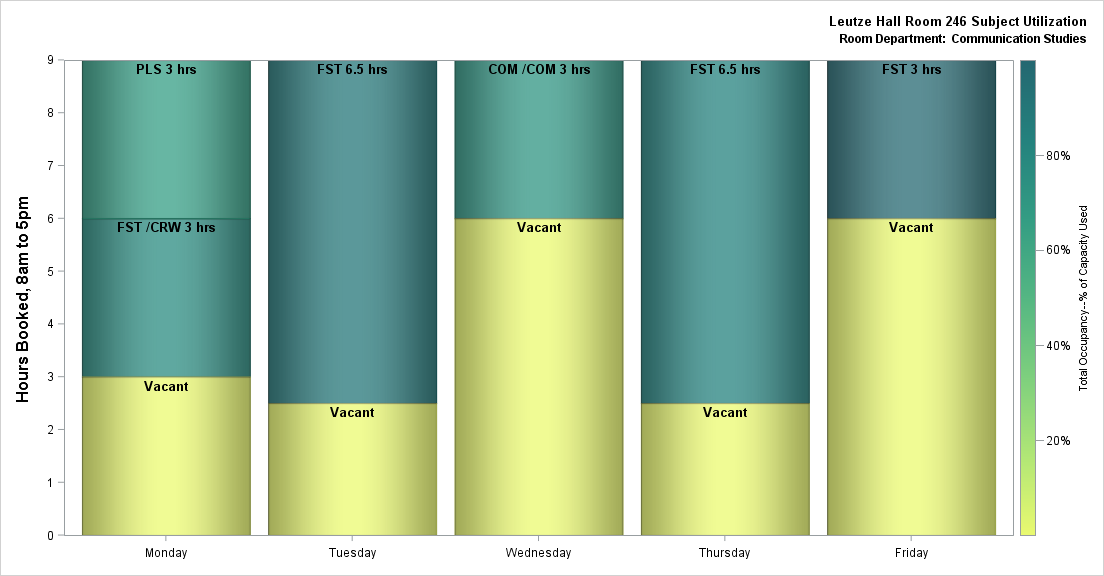 Leutze Hall Room 246 Subject Utilization
Room Department: Communication Studies
Hours Booked, 8am to 5pm
9
8
7
6
5
4
3
2
1
0
PLS 3 hrs
FST /CRW 3 hrs
Vacant
FST 6.5 hrs
Vacant
COM /COM 3 hrs
Vacant
FST 6.5 hrs
Vacant
FST 3 hrs
Vacant
Monday
Tuesday
Wednesday
Thursday
Friday
80%
60%
40%
20%
Total Occupancy--% of Capacity Used